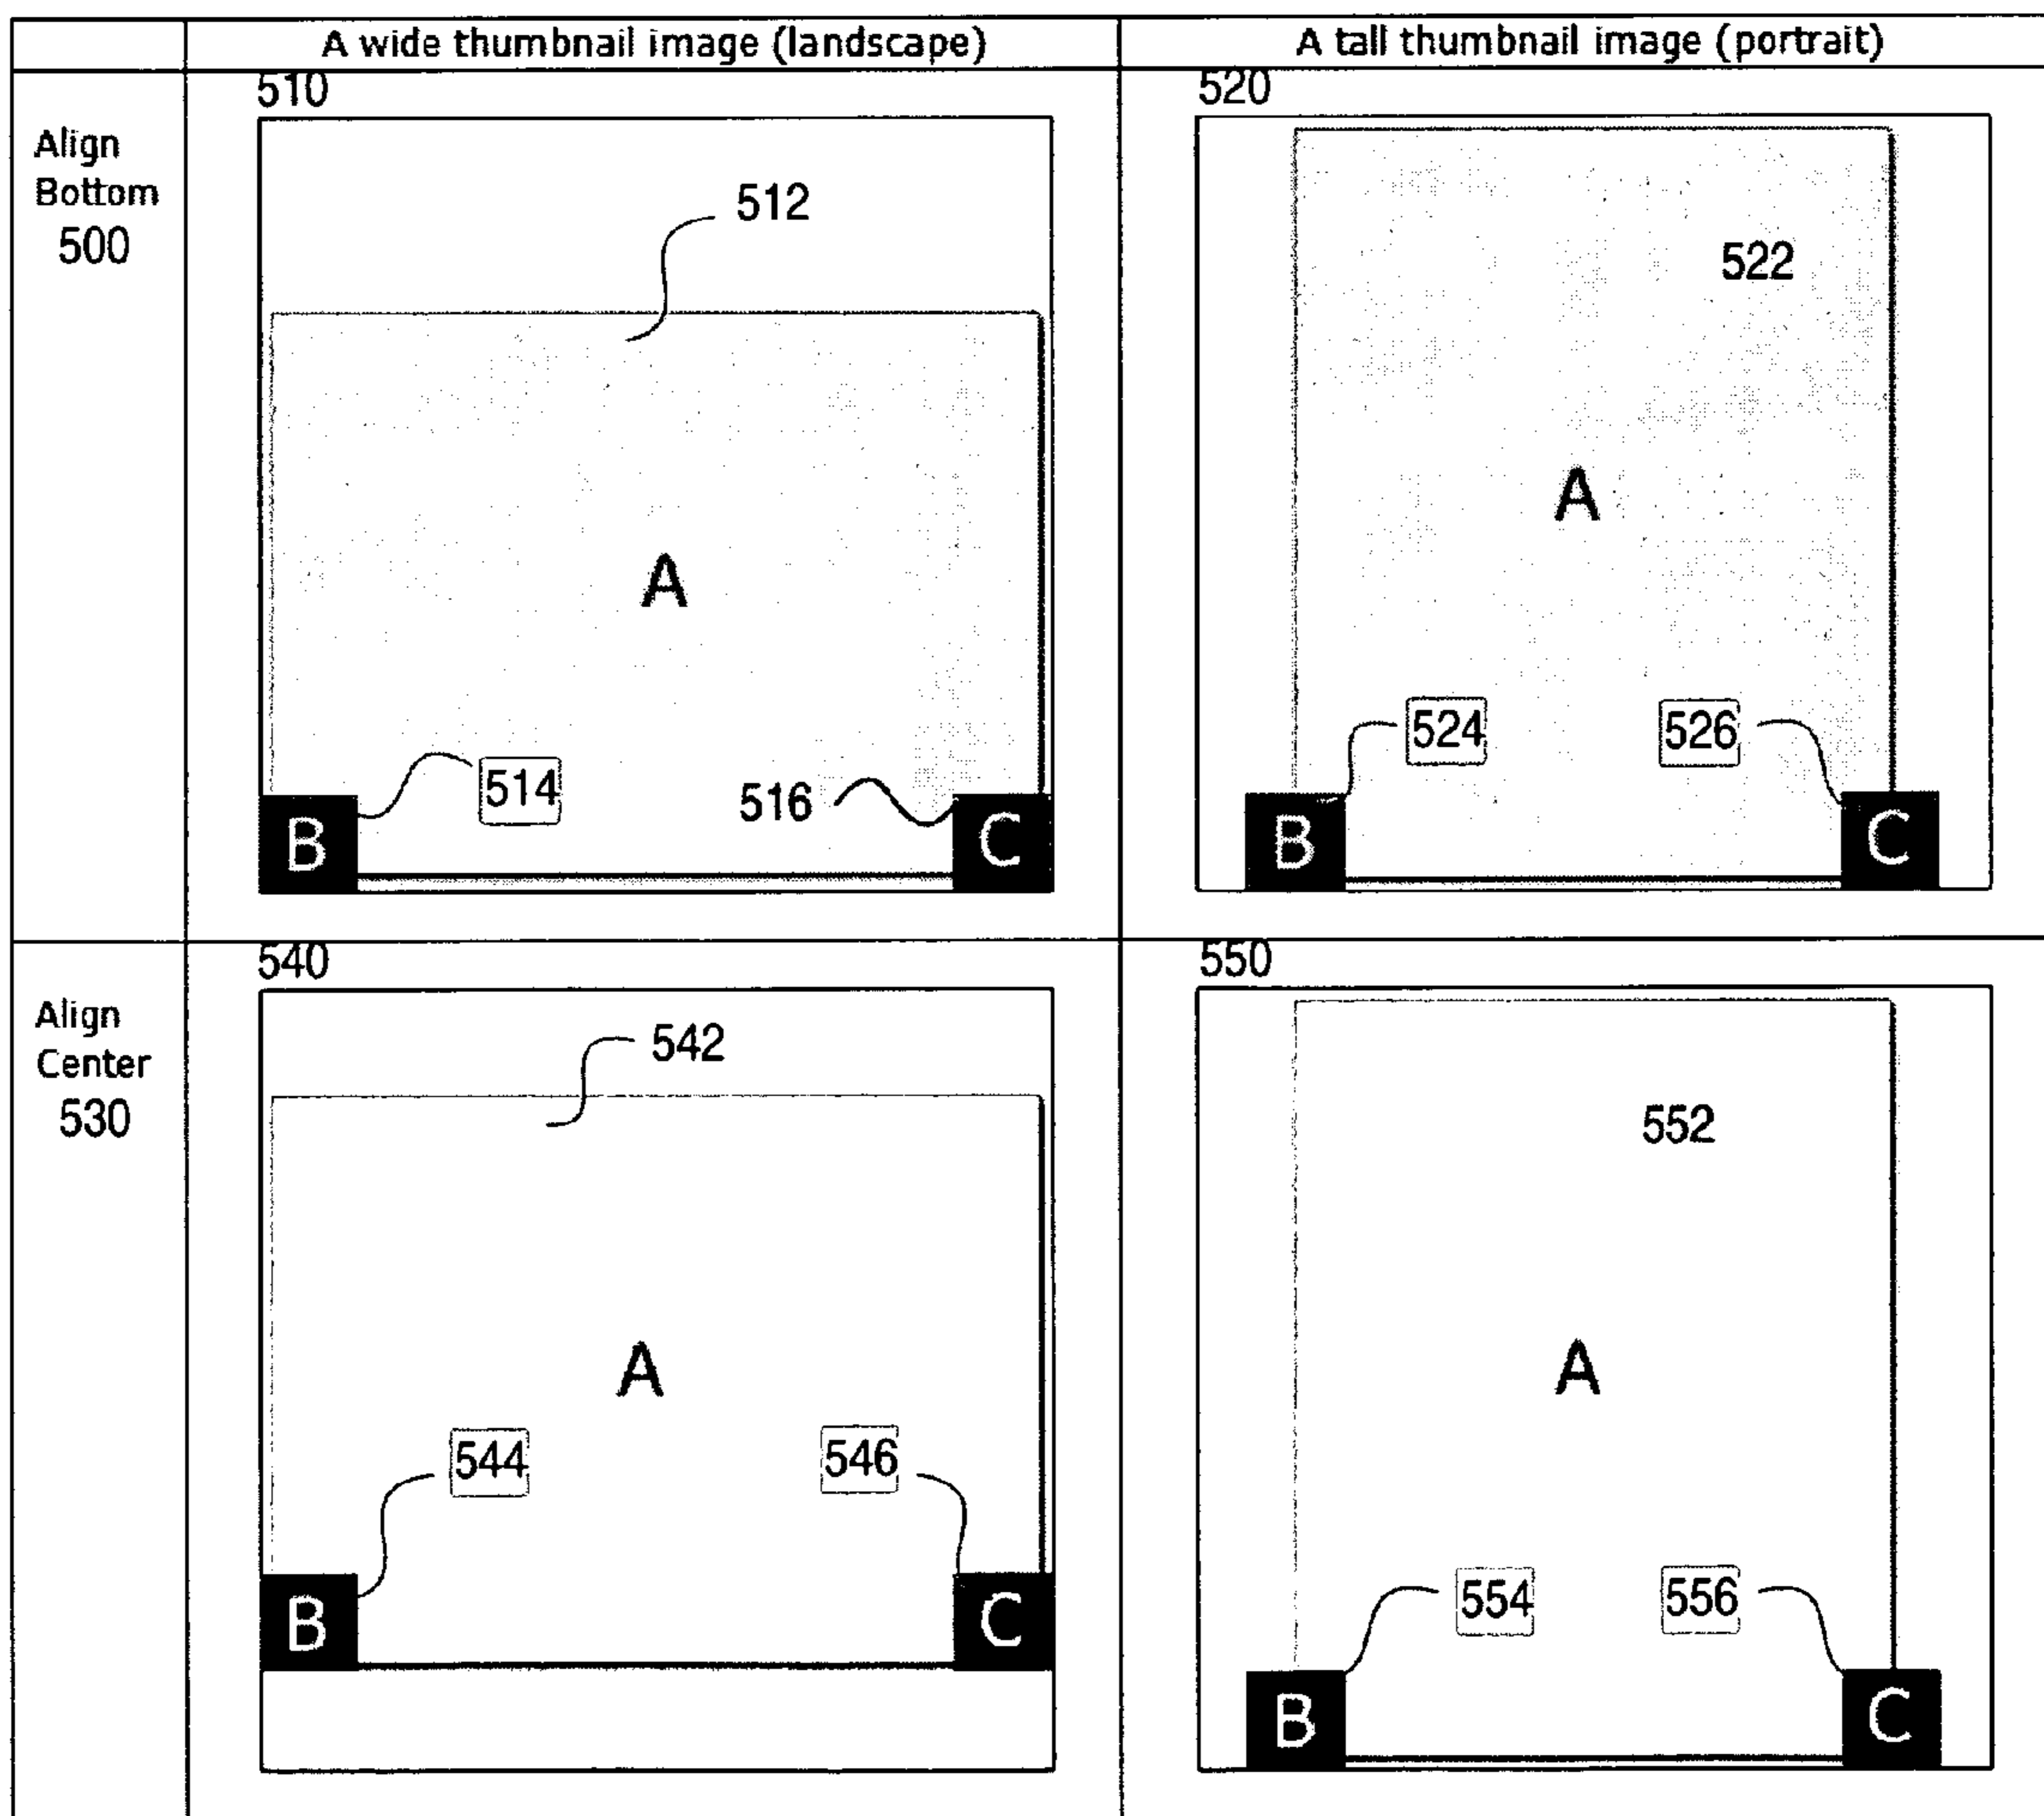 A wide thumbnail image (landscape)
A tall thumbnail image (portrait)
Align
Bottom
500
510
512
A
514
516
B
C
520
522
A
524
526
B
C
Align
Center
530
540
542
A
544
546
B
C
550
552
A
554
556
B
C